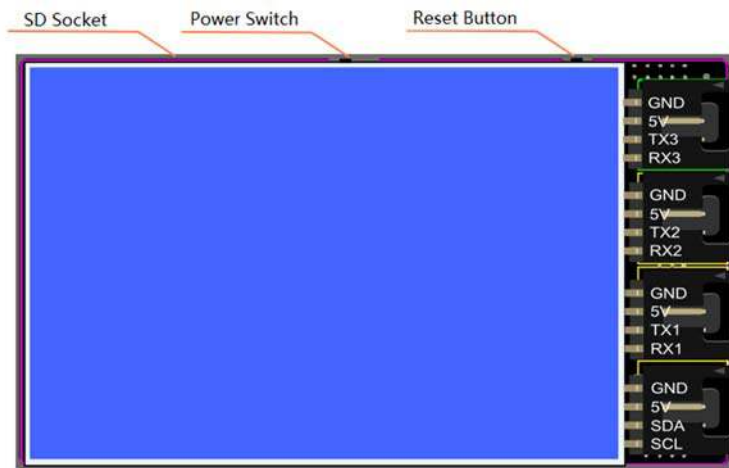 SD Socket Power Switch Reset Button
GND
5V
TX3
RX3
GND
5V
TX2
RX2
GND
5V
TX1
RX1
GND
5V
SDA
SCL